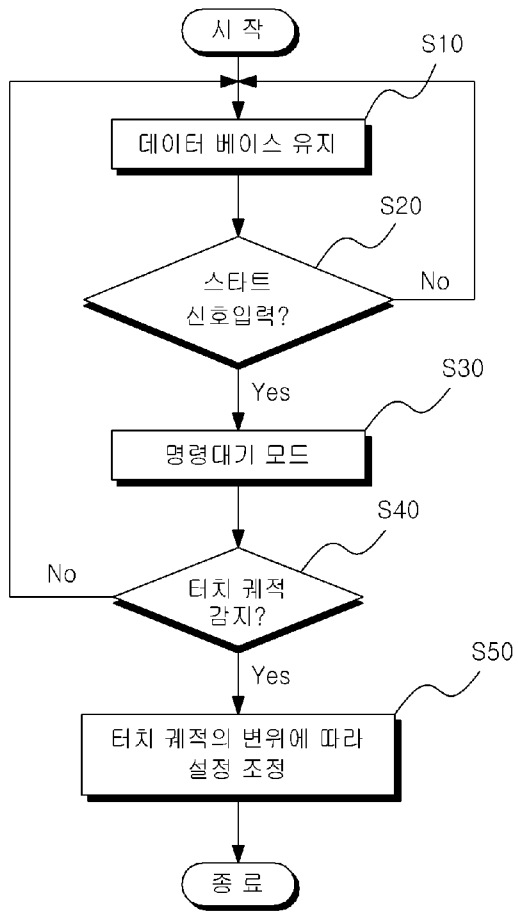 시 작
S10
데이터 베이스 유지
S20
스타트
신호입력?
No
Yes
S30
명령대기 모드
S40
No
터치 궤적
감지?
Yes
S50
터치 궤적의 변위에 따라
설정 조정
종 료